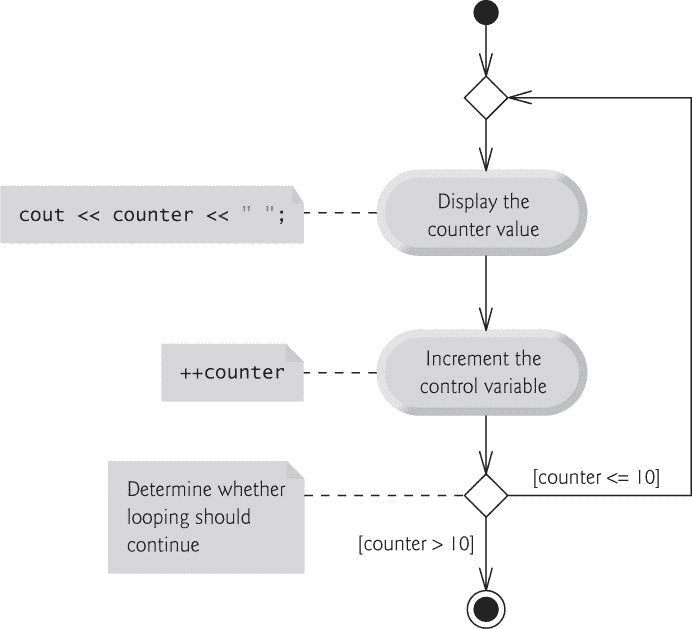 cout << counter << " ";
Display the
counter value
++counter
Increment the
control variable
Determine whether
looping should
continue
[counter <= 10]
[counter > 10]